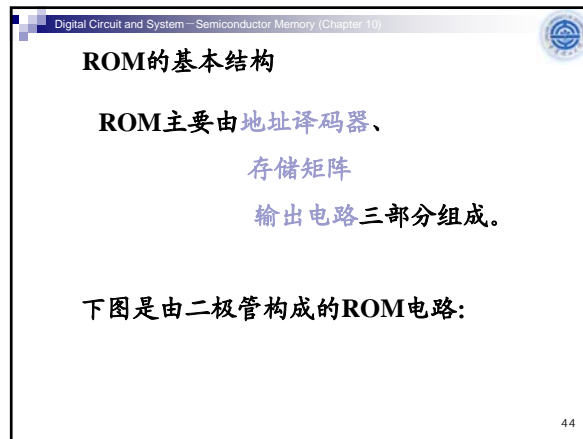 Digital Circuit and System－Semiconductor Memory (Chapter 10)
ROM的基本结构
ROM主要由地址译码器、
存储矩阵
输出电路三部分组成。
下图是由二极管构成的ROM电路:
44